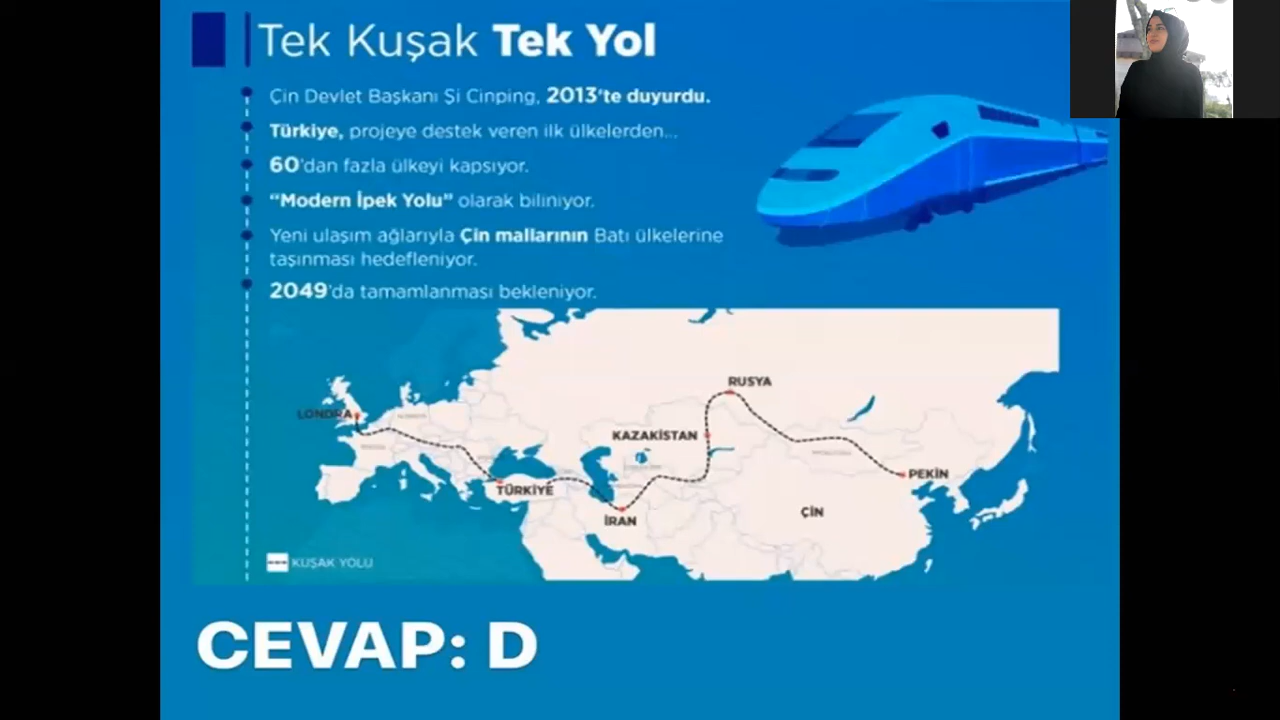 Tek Kuşak Tek Yol
Çin Devlet Başkanı Şi Cinping, 2013'te duyurdu.
Türkiye, projeye destek veren ilk ülkelerden...
60'dan fazla ülkeyi kapsıyor.
"Modern İpek Yolu" olarak biliniyor.
Yeni ulaşım ağlarıyla Çin mallarının Batı ülkelerine
taşınması hedefleniyor.
2049'da tamamlanması bekleniyor.
RUSYA
LONDRA
KAZAKİSTAN
PEKİN
TÜRKİYE
ÇİN
İRAN
KUŞAK YOLU
CEVAP: D